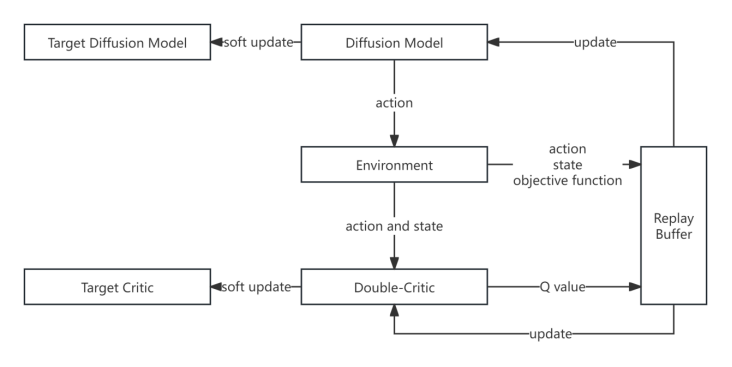 Target Diffusion Model
soft update
Diffusion Model
update
action
Environment
action
state
objective function
Replay
Buffer
action and state
Target Critic
soft update
Double-Critic
Q value
update